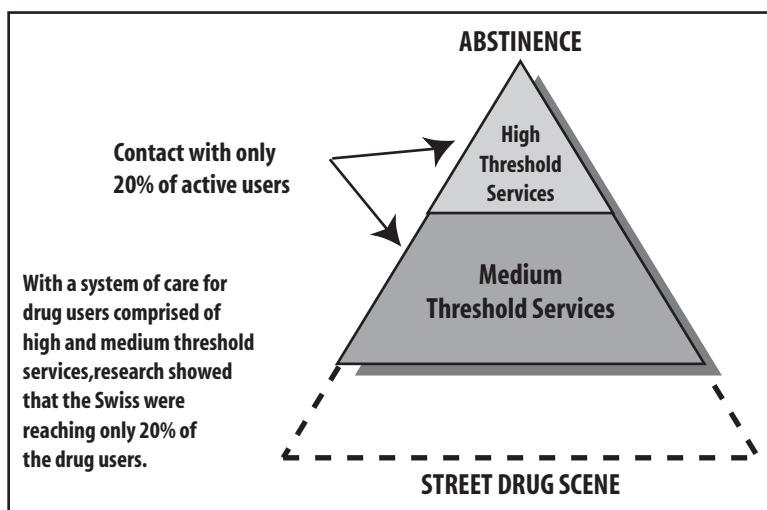 ABSTINENCE
High
Threshold
Services
Contact with only
20% of active users
Medium
Threshold Services
With a system of care for
drug users comprised of
high and medium threshold
services,research showed
that the Swiss were
reaching only 20% of
the drug users.
STREET DRUG SCENE